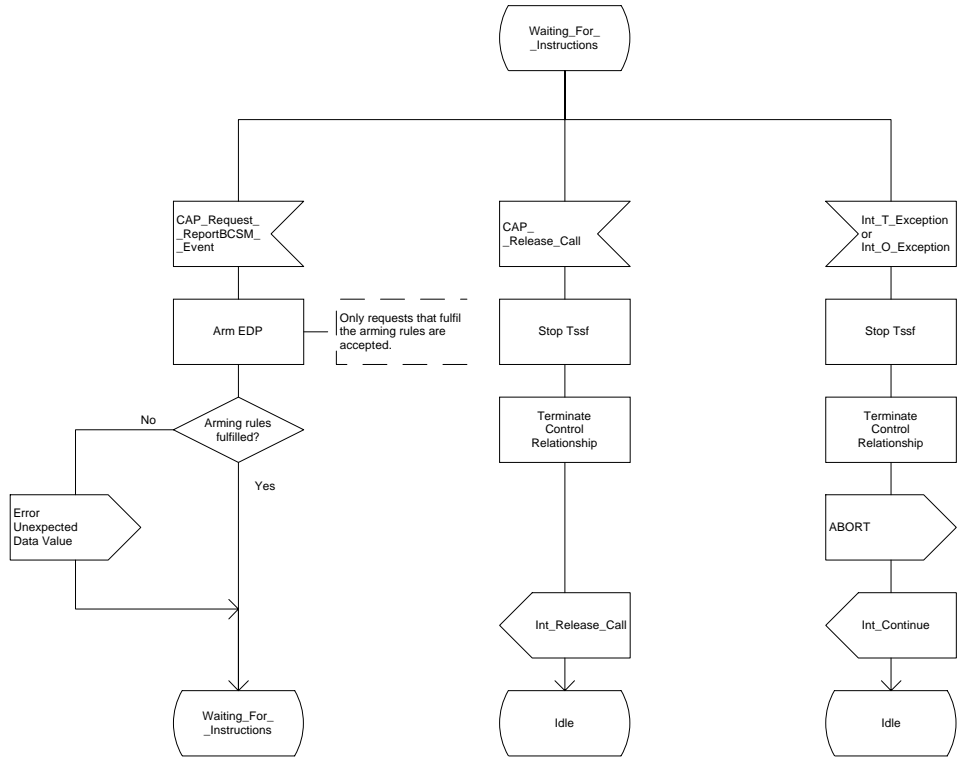 Waiting_For_
_Instructions
CAP_Request_
_ReportBCSM_
_Event
CAP_
_Release_Call
Int_T_Exception
or
Int_O_Exception
Arm EDP
Only requests that fulfil
the arming rules are
accepted.
Stop Tssf
Stop Tssf
No
Arming rules
fulfilled?
Yes
Terminate
Control
Relationship
Terminate
Control
Relationship
Error
Unexpected
Data Value
ABORT
Int_Release_Call
Int_Continue
Waiting_For_
_Instructions
Idle
Idle